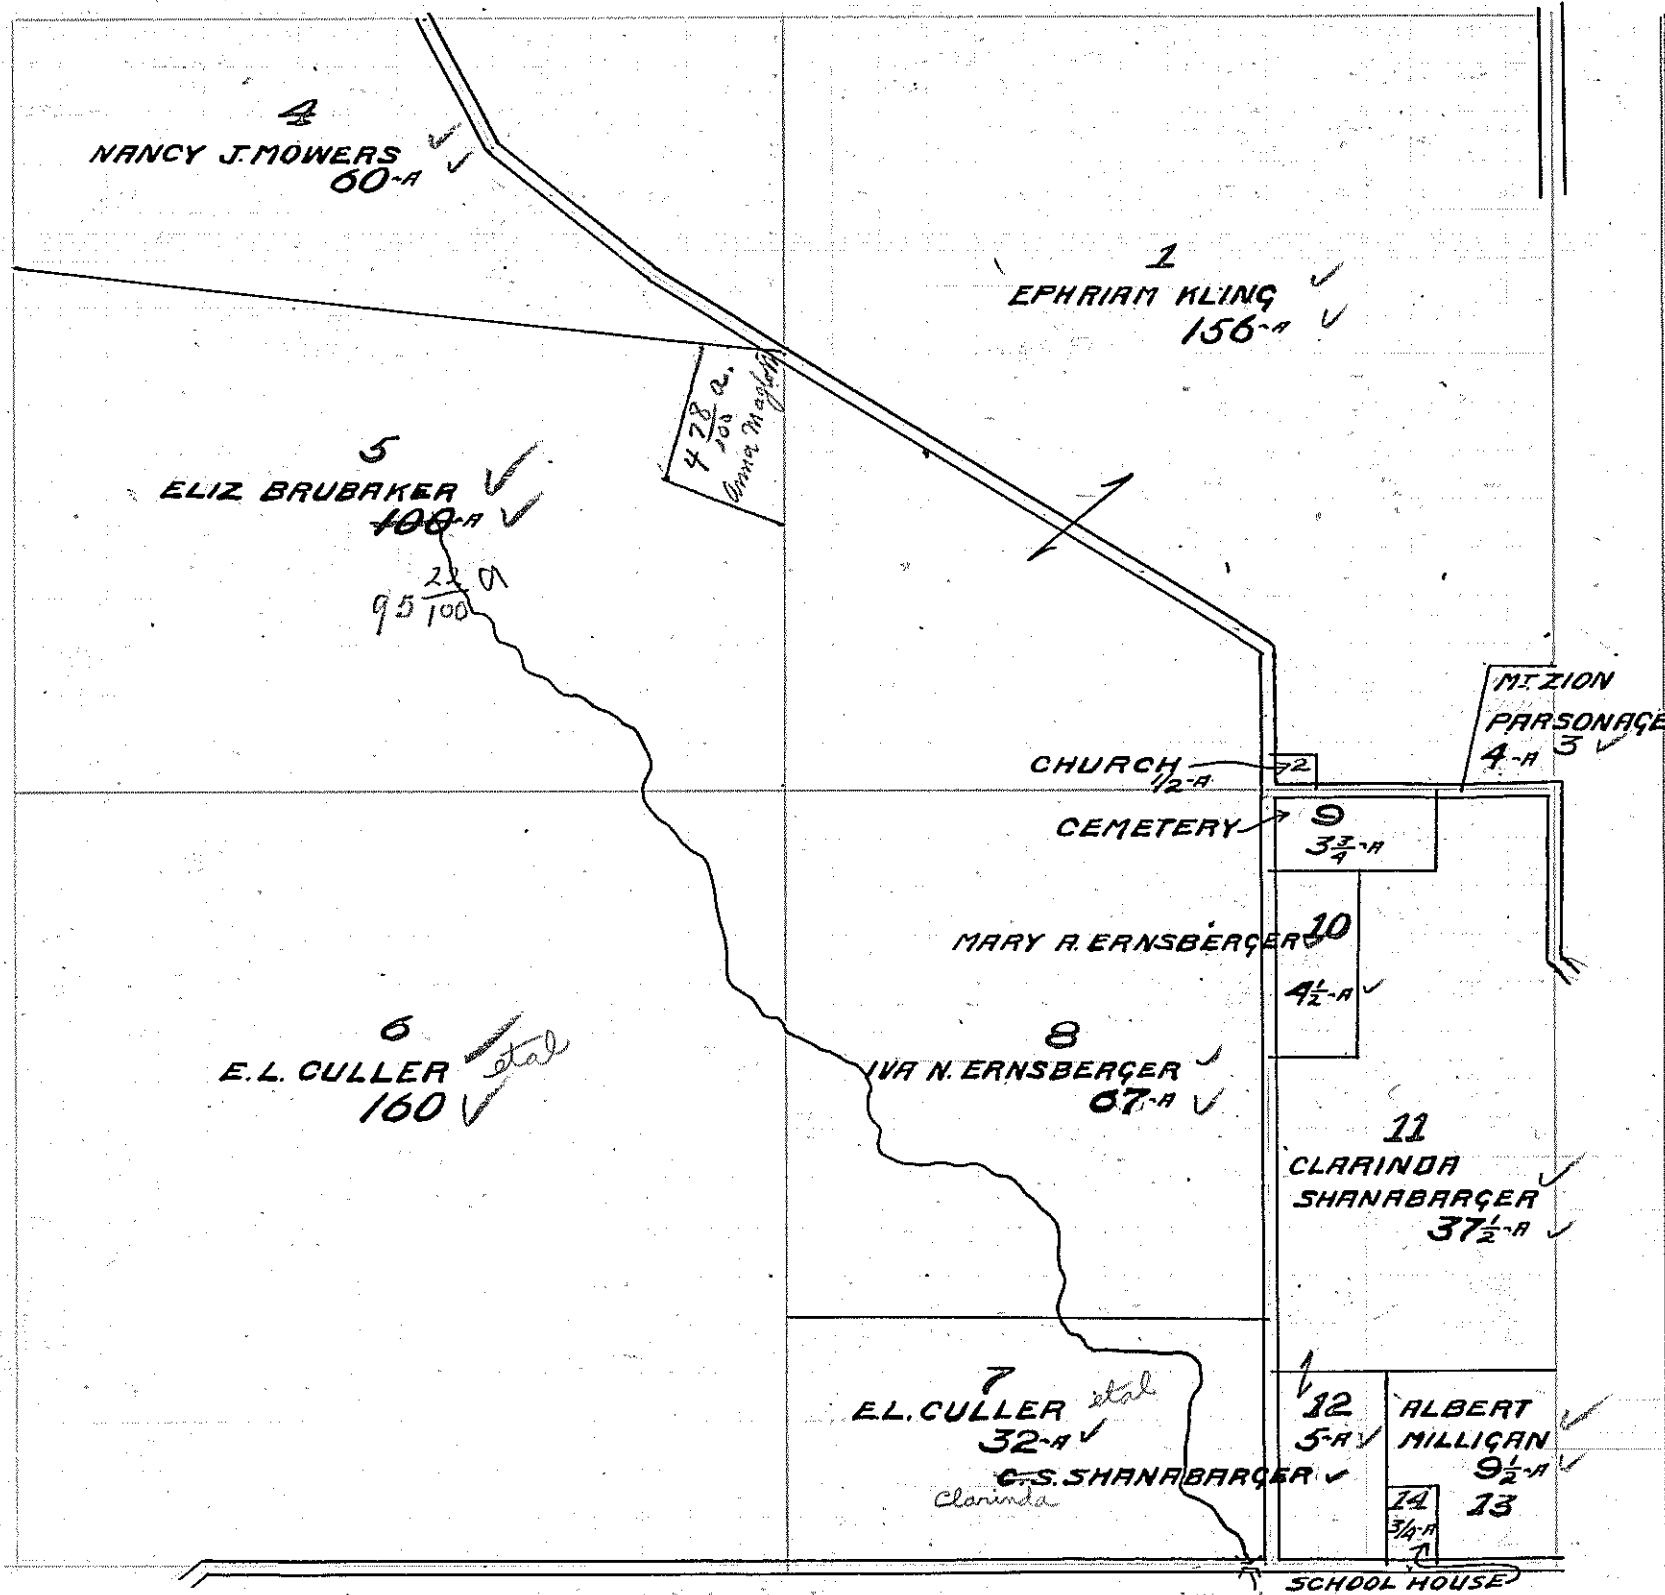 4
NANCY J. MOWERS
60-A
1
EPHRIAM KLING
156-A
4 78/100 a.
Anna
5
ELIZ BRUBAKER
100-A
95 22/100 a
MT. ZION
PARSONAGE
4-A 3
CHURCH 2
1/2-A
CEMETERY 9
3 3/4-A
MARY A. ERNSBERGER 10
4 1/2-A
6
E.L. CULLER etal
160
8
IVA N. ERNSBERGER
67-A
11
CLARINDA
SHANABARGER
37 1/2-A
7
E.L. CULLER etal
32-A
12
5-A
C.S. SHANABARGER
Clarinda
ALBERT
MILLIGAN
9 1/2-A
13
14
3/4-A
SCHOOL HOUSE